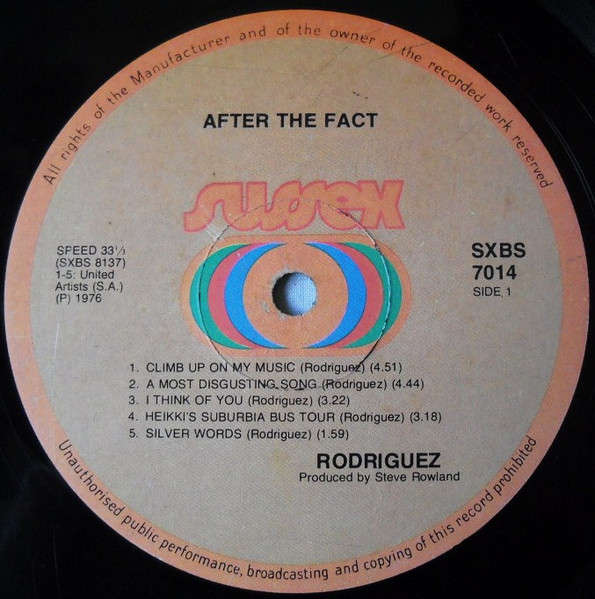 All rights of the Manufacturer and of the owner of the recorded work reserved
AFTER THE FACT
sussex
SPEED 33⅓
(SXBS 8137)
1-5: United
Artists (S.A.)
(P) 1976
SXBS
7014
SIDE 1
1. CLIMB UP ON MY MUSIC (Rodriguez) (4.51)
2. A MOST DISGUSTING SONG (Rodriguez) (4.44)
3. I THINK OF YOU (Rodriguez) (3.22)
4. HEIKKI'S SUBURBIA BUS TOUR (Rodriguez) (3.18)
5. SILVER WORDS (Rodriguez) (1.59)
RODRIGUEZ
Produced by Steve Rowland
Unauthorised public performance, broadcasting and copying of this record prohibited